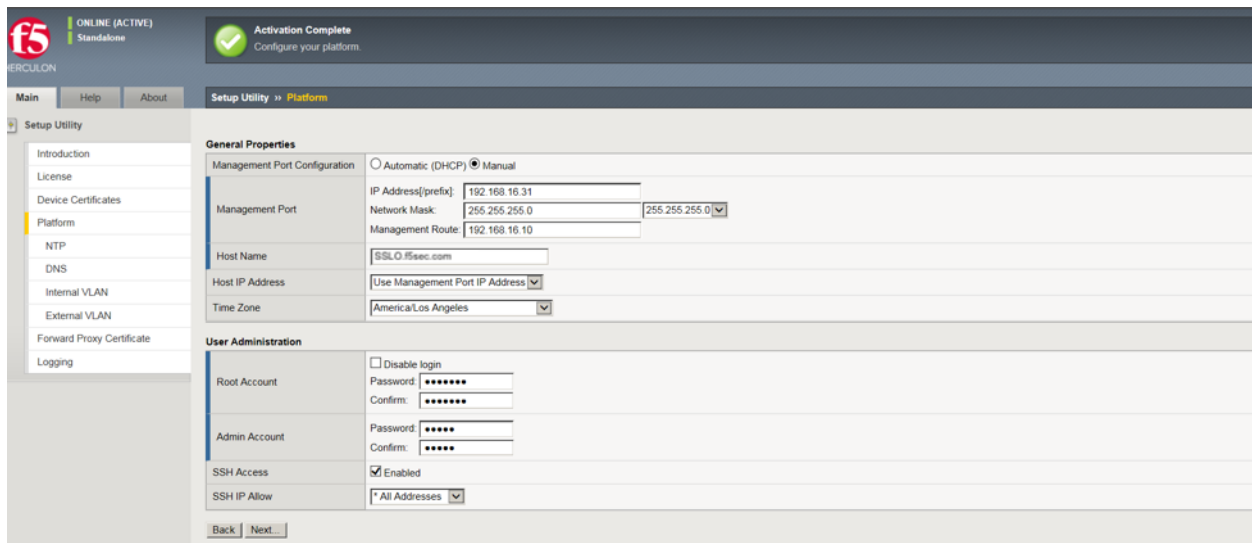 f5
ONLINE (ACTIVE)
Standalone
HERCULON
Activation Complete
Configure your platform.
Main
Help
About
Setup Utility » Platform
Setup Utility
Introduction
License
Device Certificates
Platform
NTP
DNS
Internal VLAN
External VLAN
Forward Proxy Certificate
Logging
General Properties
Management Port Configuration
Automatic (DHCP) Manual
Management Port
IP Address[/prefix]: 192.168.16.31
Network Mask: 255.255.255.0 255.255.255.0
Management Route: 192.168.16.10
Host Name
SSLO.f5sec.com
Host IP Address
Use Management Port IP Address
Time Zone
America/Los Angeles
User Administration
Root Account
Disable login
Password: •••••••
Confirm: •••••••
Admin Account
Password: •••••
Confirm: •••••
SSH Access
Enabled
SSH IP Allow
* All Addresses
Back Next...